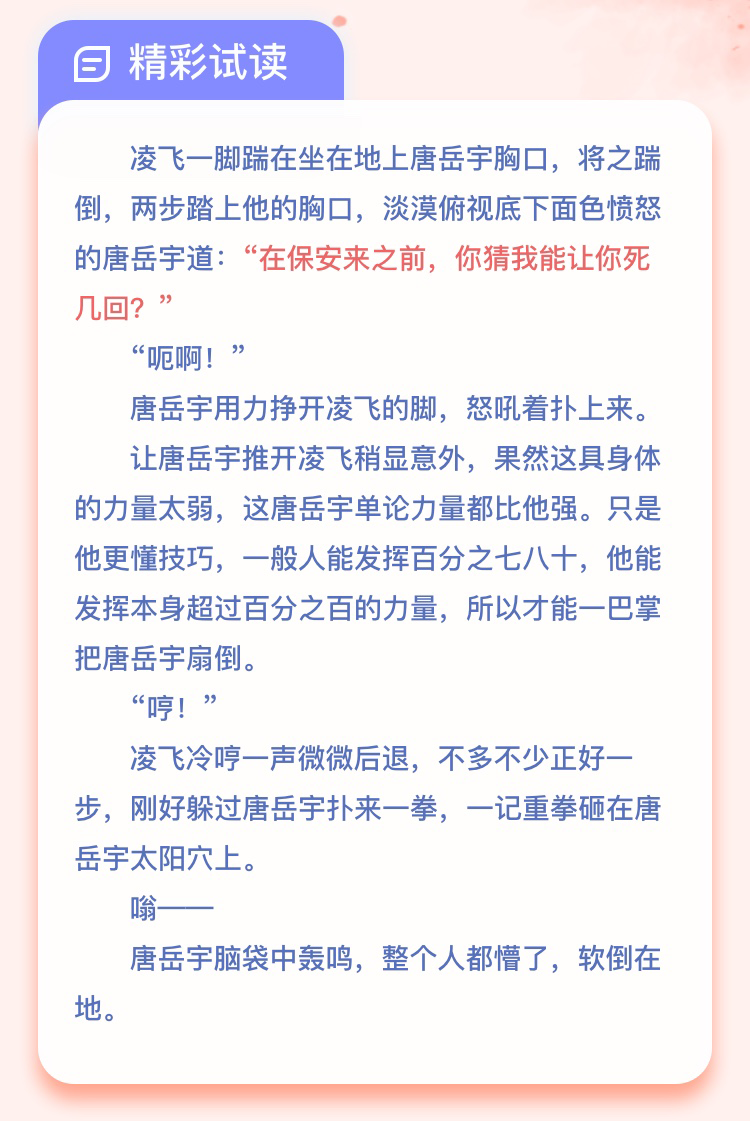 精彩试读
凌飞一脚踹在坐在地上唐岳宇胸口，将之踹
倒，两步踏上他的胸口，淡漠俯视底下面色愤怒
的唐岳宇道：“在保安来之前，你猜我能让你死
几回？”
“呃啊！”
唐岳宇用力挣开凌飞的脚，怒吼着扑上来。
让唐岳宇推开凌飞稍显意外，果然这具身体
的力量太弱，这唐岳宇单论力量都比他强。只是
他更懂技巧，一般人能发挥百分之七八十，他能
发挥本身超过百分之百的力量，所以才能一巴掌
把唐岳宇扇倒。
“哼！”
凌飞冷哼一声微微后退，不多不少正好一
步，刚好躲过唐岳宇扑来一拳，一记重拳砸在唐
岳宇太阳穴上。
嗡——
唐岳宇脑袋中轰鸣，整个人都懵了，软倒在
地。